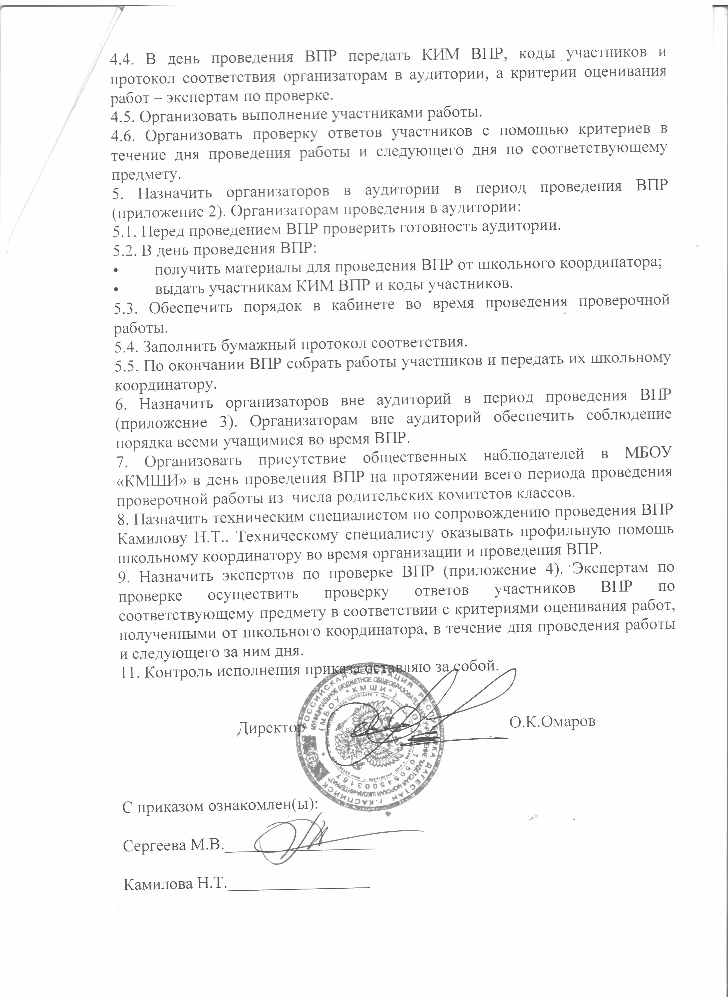 4.4. В день проведения ВПР передать КИМ ВПР, коды участников и
протокол соответствия организаторам в аудитории, а критерии оценивания
работ – экспертам по проверке.
4.5. Организовать выполнение участниками работы.
4.6. Организовать проверку ответов участников с помощью критериев в
течение дня проведения работы и следующего дня по соответствующему
предмету.
5. Назначить организаторов в аудитории в период проведения ВПР
(приложение 2). Организаторам проведения в аудитории:
5.1. Перед проведением ВПР проверить готовность аудитории.
5.2. В день проведения ВПР:
• получить материалы для проведения ВПР от школьного координатора;
• выдать участникам КИМ ВПР и коды участников.
5.3. Обеспечить порядок в кабинете во время проведения проверочной
работы.
5.4. Заполнить бумажный протокол соответствия.
5.5. По окончании ВПР собрать работы участников и передать их школьному
координатору.
6. Назначить организаторов вне аудиторий в период проведения ВПР
(приложение 3). Организаторам вне аудиторий обеспечить соблюдение
порядка всеми учащимися во время ВПР.
7. Организовать присутствие общественных наблюдателей в МБОУ
«КМШИ» в день проведения ВПР на протяжении всего периода проведения
проверочной работы из числа родительских комитетов классов.
8. Назначить техническим специалистом по сопровождению проведения ВПР
Камилову Н.Т.. Техническому специалисту оказывать профильную помощь
школьному координатору во время организации и проведения ВПР.
9. Назначить экспертов по проверке ВПР (приложение 4). Экспертам по
проверке осуществить проверку ответов участников ВПР по
соответствующему предмету в соответствии с критериями оценивания работ,
полученными от школьного координатора, в течение дня проведения работы
и следующего за ним дня.
11. Контроль исполнения приказа оставляю за собой.
РОССИЙСКАЯ ФЕДЕРАЦИЯ РЕСПУБЛИКА ДАГЕСТАН г. КАСПИЙСК
МУНИЦИПАЛЬНОЕ БЮДЖЕТНОЕ ОБЩЕОБРАЗОВАТЕЛЬНОЕ УЧРЕЖДЕНИЕ "КАДЕТСКАЯ МОРСКАЯ ШКОЛА-ИНТЕРНАТ"
(МБОУ "КМШИ")
1050545003167
Директор О.К.Омаров
С приказом ознакомлен(ы):
Сергеева М.В.
Камилова Н.Т.